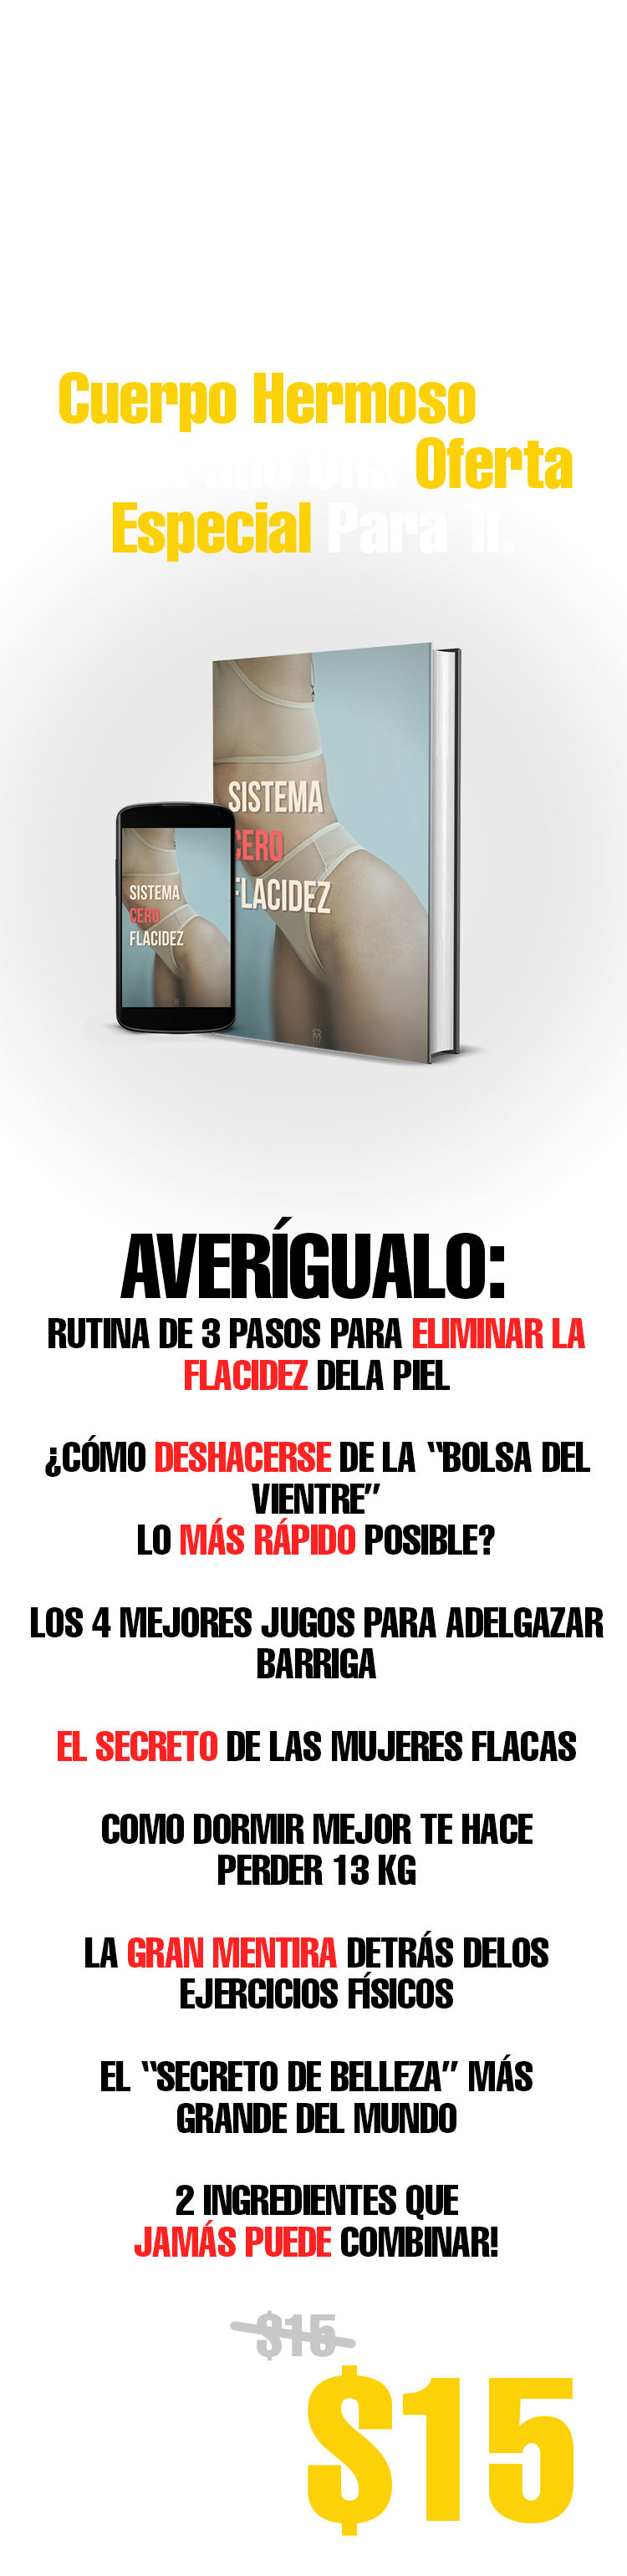 Cuerpo Hermoso
Oferta
Especial Para Ti.
SISTEMA
CERO
FLACIDEZ
SISTEMA
CERO
FLACIDEZ
AVERÍGUALO:
RUTINA DE 3 PASOS PARA ELIMINAR LA
FLACIDEZ DELA PIEL
¿CÓMO DESHACERSE DE LA “BOLSA DEL
VIENTRE”
LO MÁS RÁPIDO POSIBLE?
LOS 4 MEJORES JUGOS PARA ADELGAZAR
BARRIGA
EL SECRETO DE LAS MUJERES FLACAS
COMO DORMIR MEJOR TE HACE
PERDER 13 KG
LA GRAN MENTIRA DETRÁS DELOS
EJERCICIOS FÍSICOS
EL “SECRETO DE BELLEZA” MÁS
GRANDE DEL MUNDO
2 INGREDIENTES QUE
JAMÁS PUEDE COMBINAR!
$15
$15